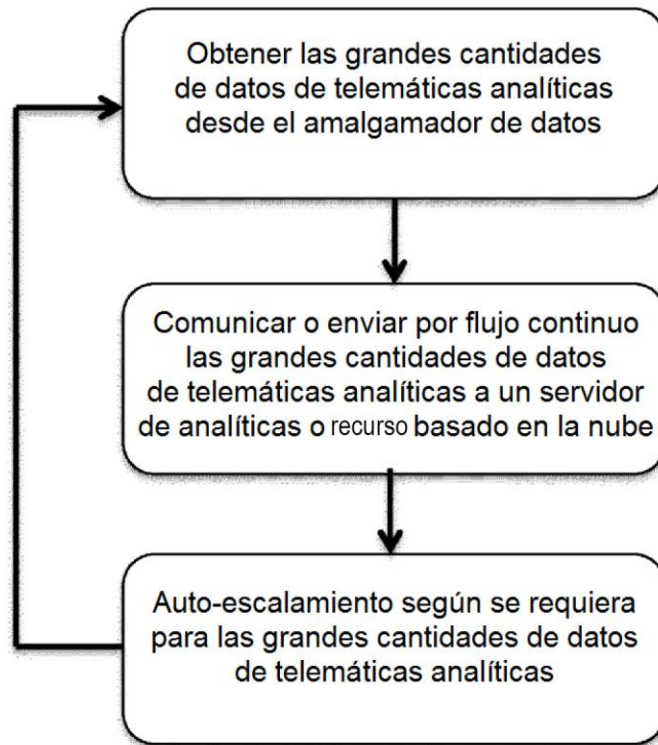 Obtener las grandes cantidades
de datos de telemáticas analíticas
desde el amalgamador de datos
Comunicar o enviar por flujo continuo
las grandes cantidades de datos
de telemáticas analíticas a un servidor
de analíticas o recurso basado en la nube
Auto-escalamiento según se requiera
para las grandes cantidades de datos
de telemáticas analíticas